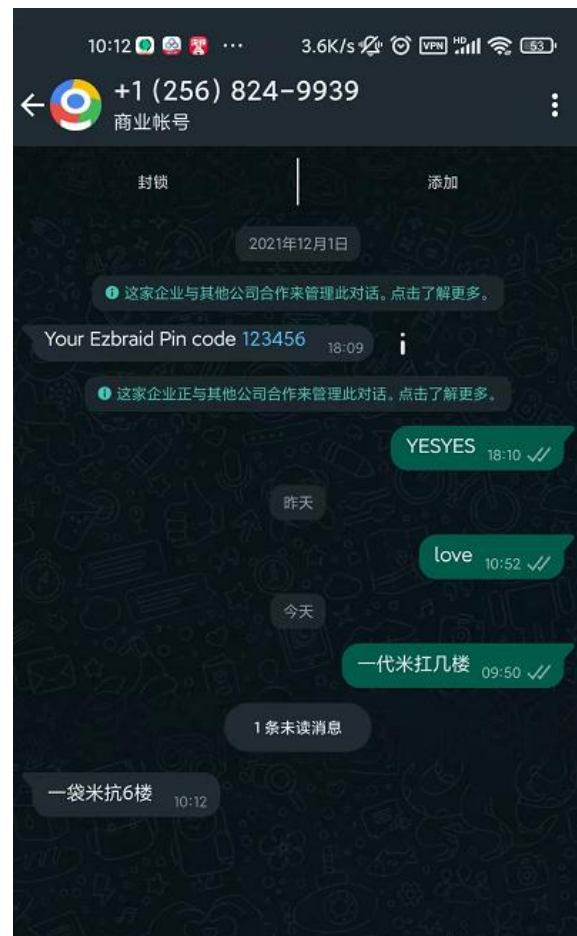 10:12 ... 3.6K/s VPN HD 53
+1 (256) 824-9939
商业帐号
封锁 添加
2021年12月1日
这家企业与其他公司合作来管理此对话。点击了解更多。
Your Ezbraid Pin code 123456 18:09
这家企业正与其他公司合作来管理此对话。点击了解更多。
YESYES 18:10
昨天
love 10:52
今天
一代米扛几楼 09:50
1 条未读消息
一袋米抗6楼 10:12